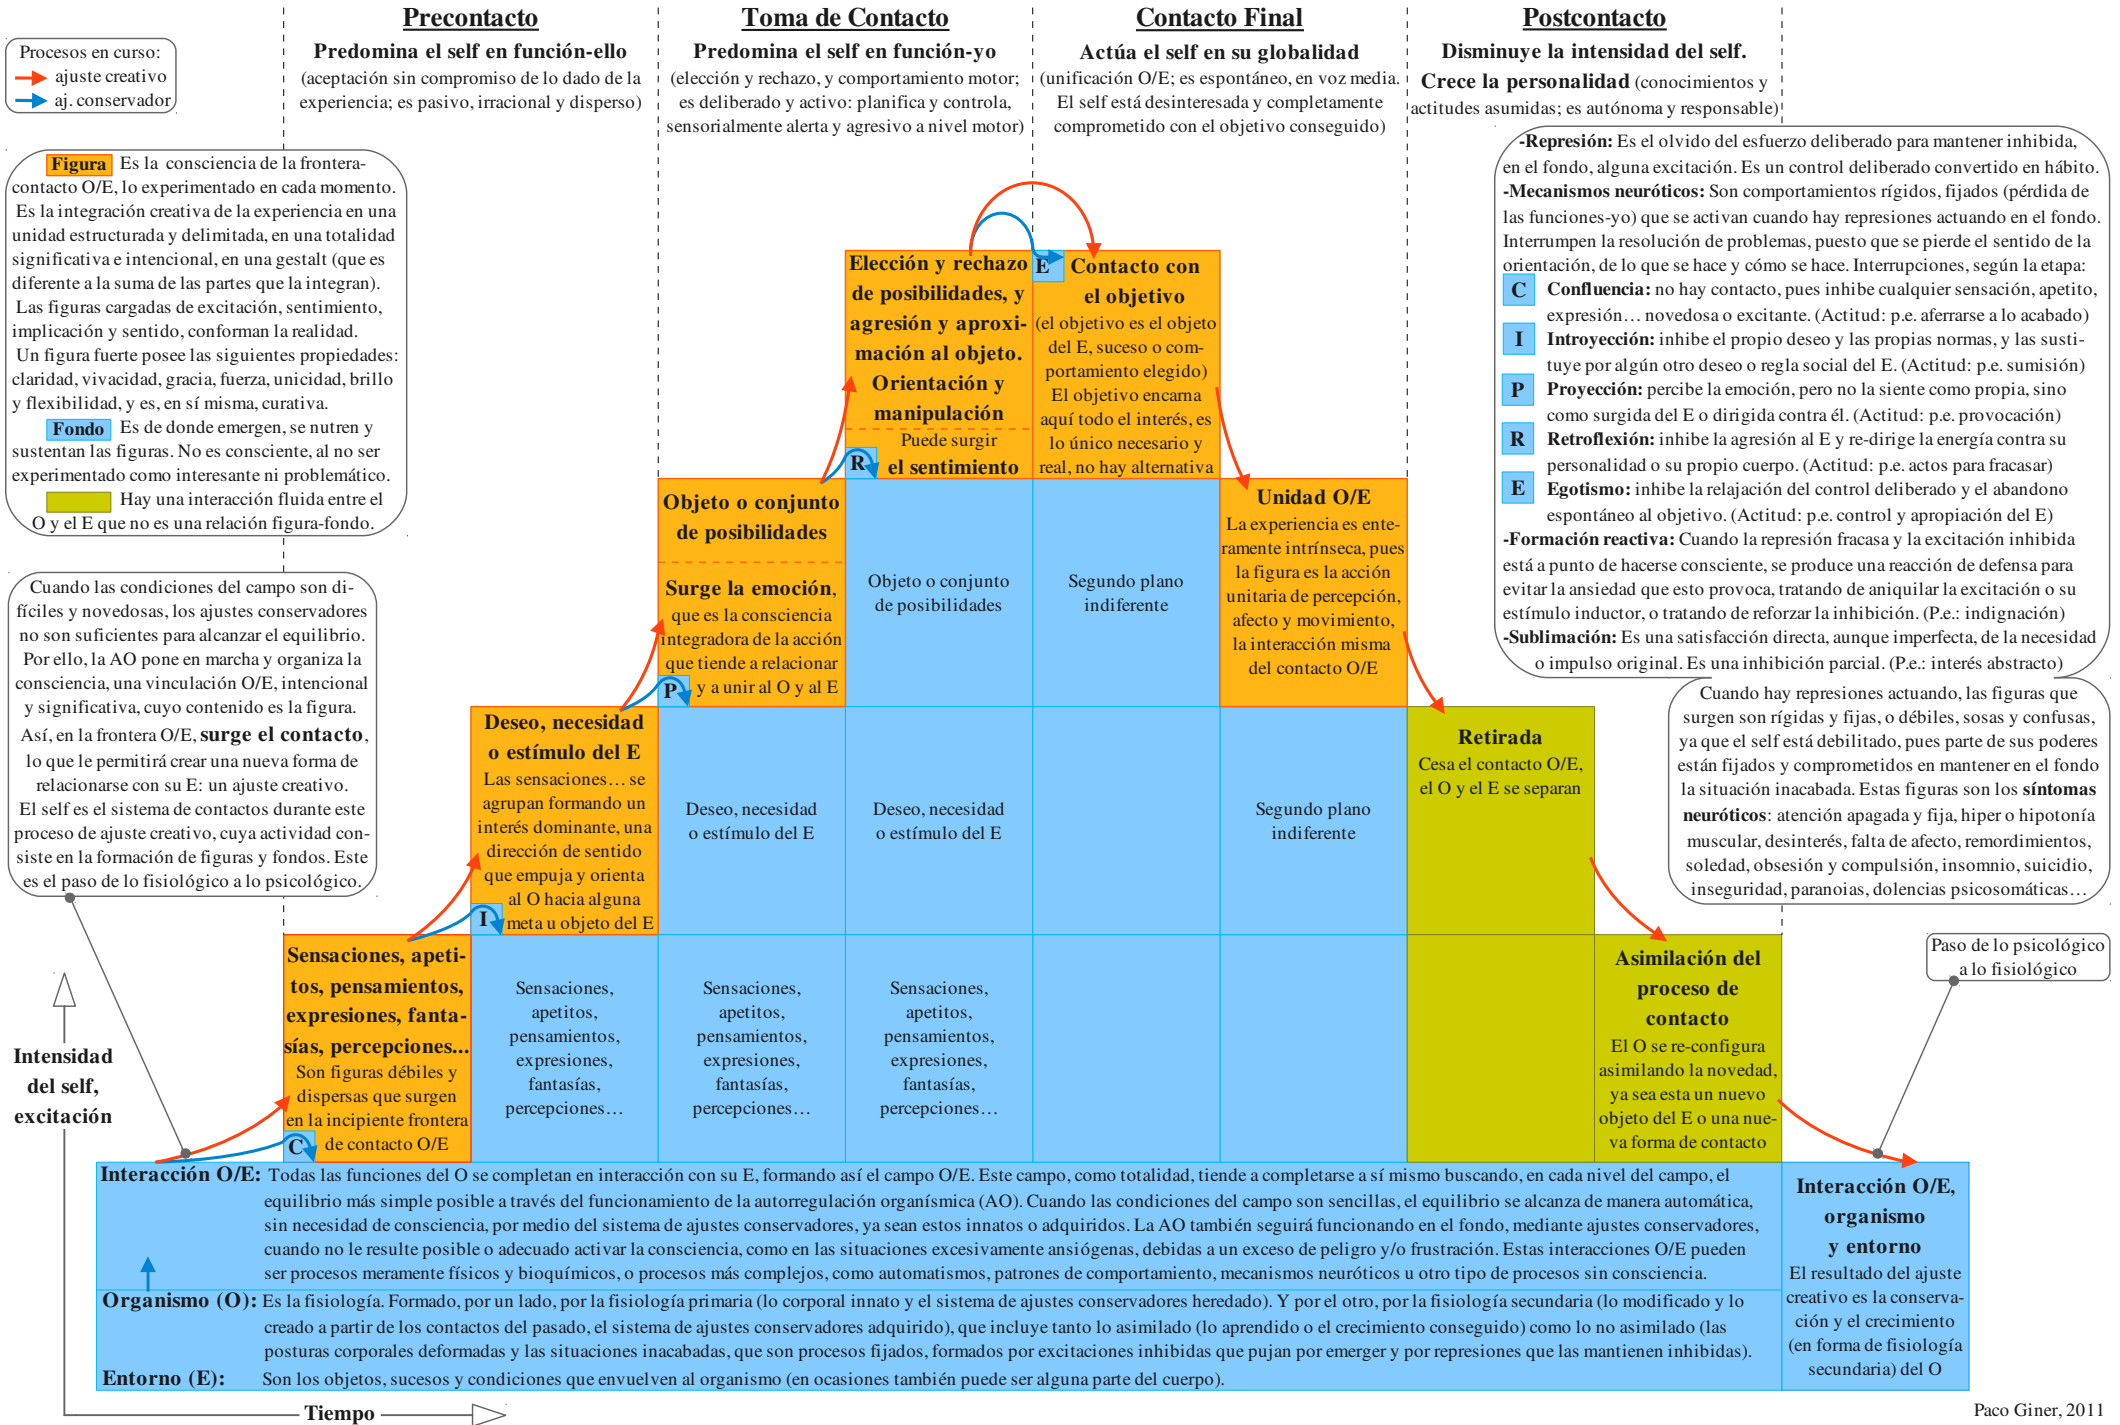 Precontacto
Predomina el self en función-ello
(aceptación sin compromiso de lo dado de la
experiencia; es pasivo, irracional y disperso)
Toma de Contacto
Predomina el self en función-yo
(elección y rechazo, y comportamiento motor;
es deliberado y activo: planifica y controla,
sensorialmente alerta y agresivo a nivel motor)
Contacto Final
Actúa el self en su globalidad
(unificación O/E; es espontáneo, en voz media.
El self está desinteresada y completamente
comprometido con el objetivo conseguido)
Postcontacto
Disminuye la intensidad del self.
Crece la personalidad (conocimientos y
actitudes asumidas; es autónoma y responsable)
Procesos en curso:
ajuste creativo
aj. conservador
Figura Es la consciencia de la frontera-
contacto O/E, lo experimentado en cada momento.
Es la integración creativa de la experiencia en una
unidad estructurada y delimitada, en una totalidad
significativa e intencional, en una gestalt (que es
diferente a la suma de las partes que la integran).
Las figuras cargadas de excitación, sentimiento,
implicación y sentido, conforman la realidad.
Un figura fuerte posee las siguientes propiedades:
claridad, vivacidad, gracia, fuerza, unicidad, brillo
y flexibilidad, y es, en sí misma, curativa.
Fondo Es de donde emergen, se nutren y
sustentan las figuras. No es consciente, al no ser
experimentado como interesante ni problemático.
Hay una interacción fluida entre el
O y el E que no es una relación figura-fondo.
Cuando las condiciones del campo son di-
fíciles y novedosas, los ajustes conservadores
no son suficientes para alcanzar el equilibrio.
Por ello, la AO pone en marcha y organiza la
consciencia, una vinculación O/E, intencional
y significativa, cuyo contenido es la figura.
Así, en la frontera O/E, surge el contacto,
lo que le permitirá crear una nueva forma de
relacionarse con su E: un ajuste creativo.
El self es el sistema de contactos durante este
proceso de ajuste creativo, cuya actividad con-
siste en la formación de figuras y fondos. Este
es el paso de lo fisiológico a lo psicológico.
-Represión: Es el olvido del esfuerzo deliberado para mantener inhibida,
en el fondo, alguna excitación. Es un control deliberado convertido en hábito.
-Mecanismos neuróticos: Son comportamientos rígidos, fijados (pérdida de
las funciones-yo) que se activan cuando hay represiones actuando en el fondo.
Interrumpen la resolución de problemas, puesto que se pierde el sentido de la
orientación, de lo que se hace y cómo se hace. Interrupciones, según la etapa:
C Confluencia: no hay contacto, pues inhibe cualquier sensación, apetito,
expresión… novedosa o excitante. (Actitud: p.e. aferrarse a lo acabado)
I Introyección: inhibe el propio deseo y las propias normas, y las susti-
tuye por algún otro deseo o regla social del E. (Actitud: p.e. sumisión)
P Proyección: percibe la emoción, pero no la siente como propia, sino
como surgida del E o dirigida contra él. (Actitud: p.e. provocación)
R Retroflexión: inhibe la agresión al E y re-dirige la energía contra su
personalidad o su propio cuerpo. (Actitud: p.e. actos para fracasar)
E Egotismo: inhibe la relajación del control deliberado y el abandono
espontáneo al objetivo. (Actitud: p.e. control y apropiación del E)
-Formación reactiva: Cuando la represión fracasa y la excitación inhibida
está a punto de hacerse consciente, se produce una reacción de defensa para
evitar la ansiedad que esto provoca, tratando de aniquilar la excitación o su
estímulo inductor, o tratando de reforzar la inhibición. (P.e.: indignación)
-Sublimación: Es una satisfacción directa, aunque imperfecta, de la necesidad
o impulso original. Es una inhibición parcial. (P.e.: interés abstracto)
Cuando hay represiones actuando, las figuras que
surgen son rígidas y fijas, o débiles, sosas y confusas,
ya que el self está debilitado, pues parte de sus poderes
están fijados y comprometidos en mantener en el fondo
la situación inacabada. Estas figuras son los síntomas
neuróticos: atención apagada y fija, hiper o hipotonía
muscular, desinterés, falta de afecto, remordimientos,
soledad, obsesión y compulsión, insomnio, suicidio,
inseguridad, paranoias, dolencias psicosomáticas…
Paso de lo psicológico
a lo fisiológico
Elección y rechazo
de posibilidades, y
agresión y aproxi-
mación al objeto.
Orientación y
manipulación
Puede surgir
el sentimiento
R
E
Contacto con
el objetivo
(el objetivo es el objeto
del E, suceso o com-
portamiento elegido)
El objetivo encarna
aquí todo el interés, es
lo único necesario y
real, no hay alternativa
Objeto o conjunto
de posibilidades
Surge la emoción,
que es la consciencia
integradora de la acción
que tiende a relacionar
y a unir al O y al E
P
Objeto o conjunto
de posibilidades
Segundo plano
indiferente
Unidad O/E
La experiencia es ente-
ramente intrínseca, pues
la figura es la acción
unitaria de percepción,
afecto y movimiento,
la interacción misma
del contacto O/E
Deseo, necesidad
o estímulo del E
Las sensaciones… se
agrupan formando un
interés dominante, una
dirección de sentido
que empuja y orienta
al O hacia alguna
meta u objeto del E
I
Deseo, necesidad
o estímulo del E
Deseo, necesidad
o estímulo del E
Segundo plano
indiferente
Retirada
Cesa el contacto O/E,
el O y el E se separan
Sensaciones, apeti-
tos, pensamientos,
expresiones, fanta-
sías, percepciones...
Son figuras débiles y
dispersas que surgen
en la incipiente frontera
de contacto O/E
C
Sensaciones,
apetitos,
pensamientos,
expresiones,
fantasías,
percepciones…
Sensaciones,
apetitos,
pensamientos,
expresiones,
fantasías,
percepciones…
Sensaciones,
apetitos,
pensamientos,
expresiones,
fantasías,
percepciones…
Asimilación del
proceso de
contacto
El O se re-configura
asimilando la novedad,
ya sea esta un nuevo
objeto del E o una nue-
va forma de contacto
Intensidad
del self,
excitación
Interacción O/E: Todas las funciones del O se completan en interacción con su E, formando así el campo O/E. Este campo, como totalidad, tiende a completarse a sí mismo buscando, en cada nivel del campo, el
equilibrio más simple posible a través del funcionamiento de la autorregulación organísmica (AO). Cuando las condiciones del campo son sencillas, el equilibrio se alcanza de manera automática,
sin necesidad de consciencia, por medio del sistema de ajustes conservadores, ya sean estos innatos o adquiridos. La AO también seguirá funcionando en el fondo, mediante ajustes conservadores,
cuando no le resulte posible o adecuado activar la consciencia, como en las situaciones excesivamente ansiógenas, debidas a un exceso de peligro y/o frustración. Estas interacciones O/E pueden
ser procesos meramente físicos y bioquímicos, o procesos más complejos, como automatismos, patrones de comportamiento, mecanismos neuróticos u otro tipo de procesos sin consciencia.
Organismo (O): Es la fisiología. Formado, por un lado, por la fisiología primaria (lo corporal innato y el sistema de ajustes conservadores heredado). Y por el otro, por la fisiología secundaria (lo modificado y lo
creado a partir de los contactos del pasado, el sistema de ajustes conservadores adquirido), que incluye tanto lo asimilado (lo aprendido o el crecimiento conseguido) como lo no asimilado (las
posturas corporales deformadas y las situaciones inacabadas, que son procesos fijados, formados por excitaciones inhibidas que pujan por emerger y por represiones que las mantienen inhibidas).
Entorno (E): Son los objetos, sucesos y condiciones que envuelven al organismo (en ocasiones también puede ser alguna parte del cuerpo).
Interacción O/E,
organismo
y entorno
El resultado del ajuste
creativo es la conserva-
ción y el crecimiento
(en forma de fisiología
secundaria) del O
Tiempo
Paco Giner, 2011